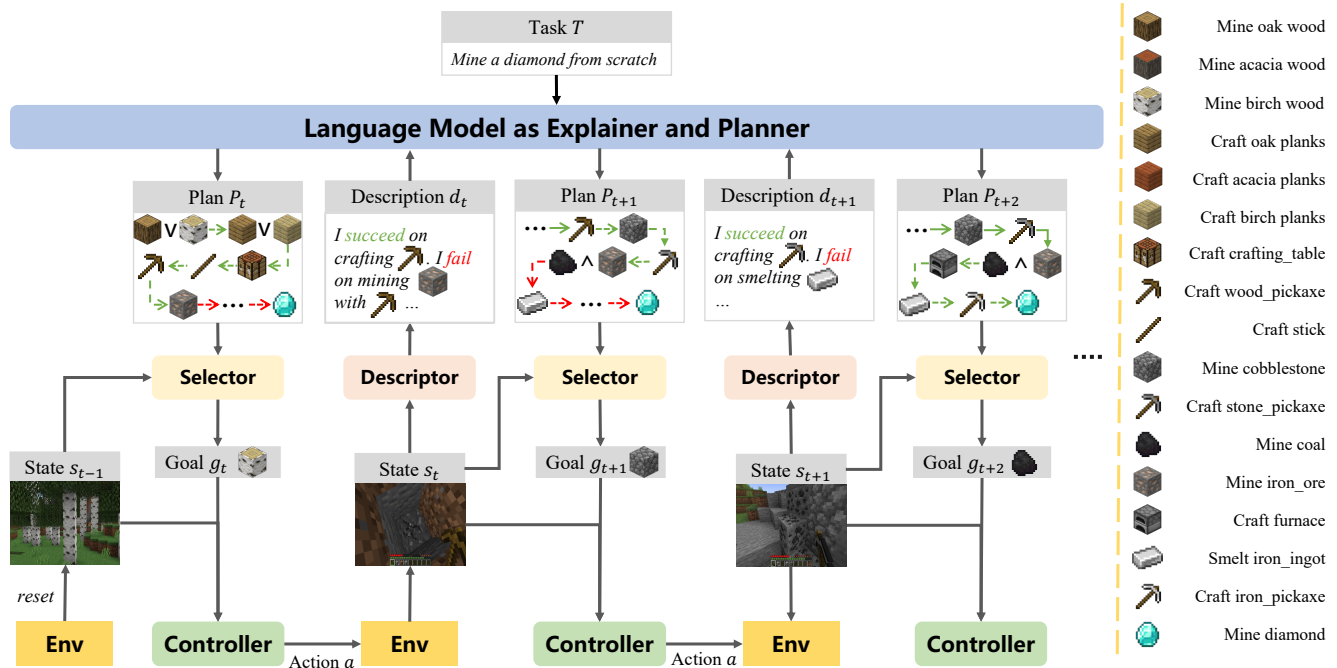 Task T
Mine a diamond from scratch
Language Model as Explainer and Planner
Plan P_t
V
V
Description d_t
I succeed on
crafting . I fail
on mining
with ...
Plan P_{t+1}
...
∧
...
Description d_{t+1}
I succeed on
crafting . I fail
on smelting
...
Plan P_{t+2}
...
∧
Selector
Descriptor
Selector
Descriptor
Selector
....
State s_{t−1}
Goal g_t
State s_t
Goal g_{t+1}
State s_{t+1}
Goal g_{t+2}
reset
Env
Controller
Action a
Env
Controller
Action a
Env
Controller
Mine oak wood
Mine acacia wood
Mine birch wood
Craft oak planks
Craft acacia planks
Craft birch planks
Craft crafting_table
Craft wood_pickaxe
Craft stick
Mine cobblestone
Craft stone_pickaxe
Mine coal
Mine iron_ore
Craft furnace
Smelt iron_ingot
Craft iron_pickaxe
Mine diamond